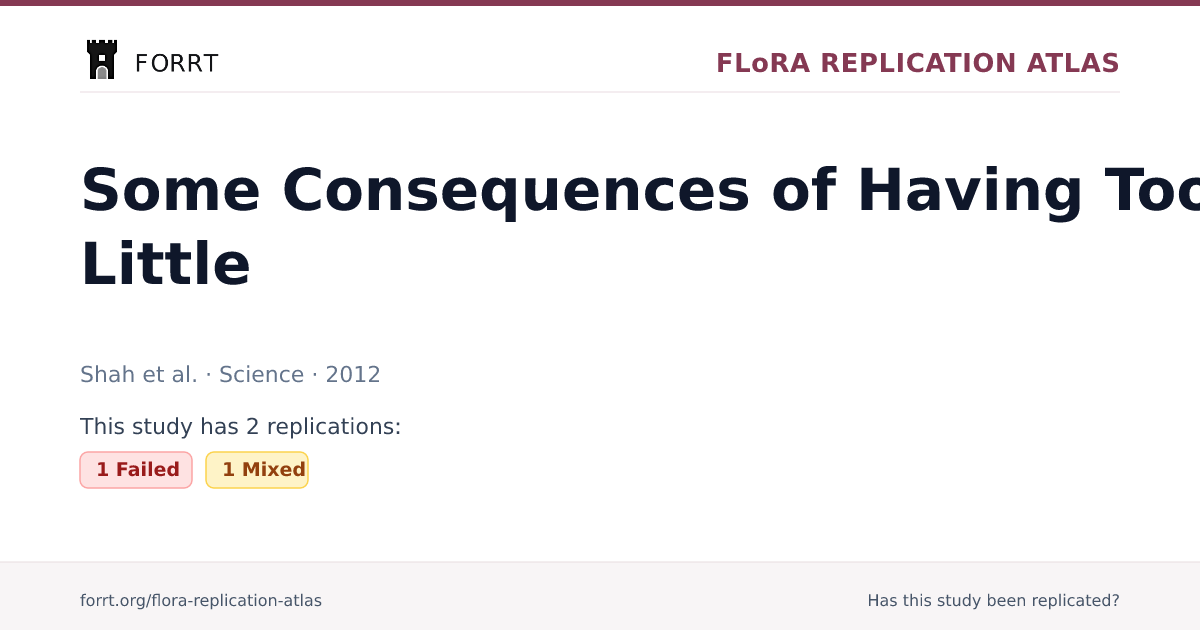 FORRT
FLoRA REPLICATION ATLAS
Some Consequences of Having Too
Little
Shah et al. · Science · 2012
This study has 2 replications:
1 Failed
1 Mixed
forrt.org/flora-replication-atlas
Has this study been replicated?